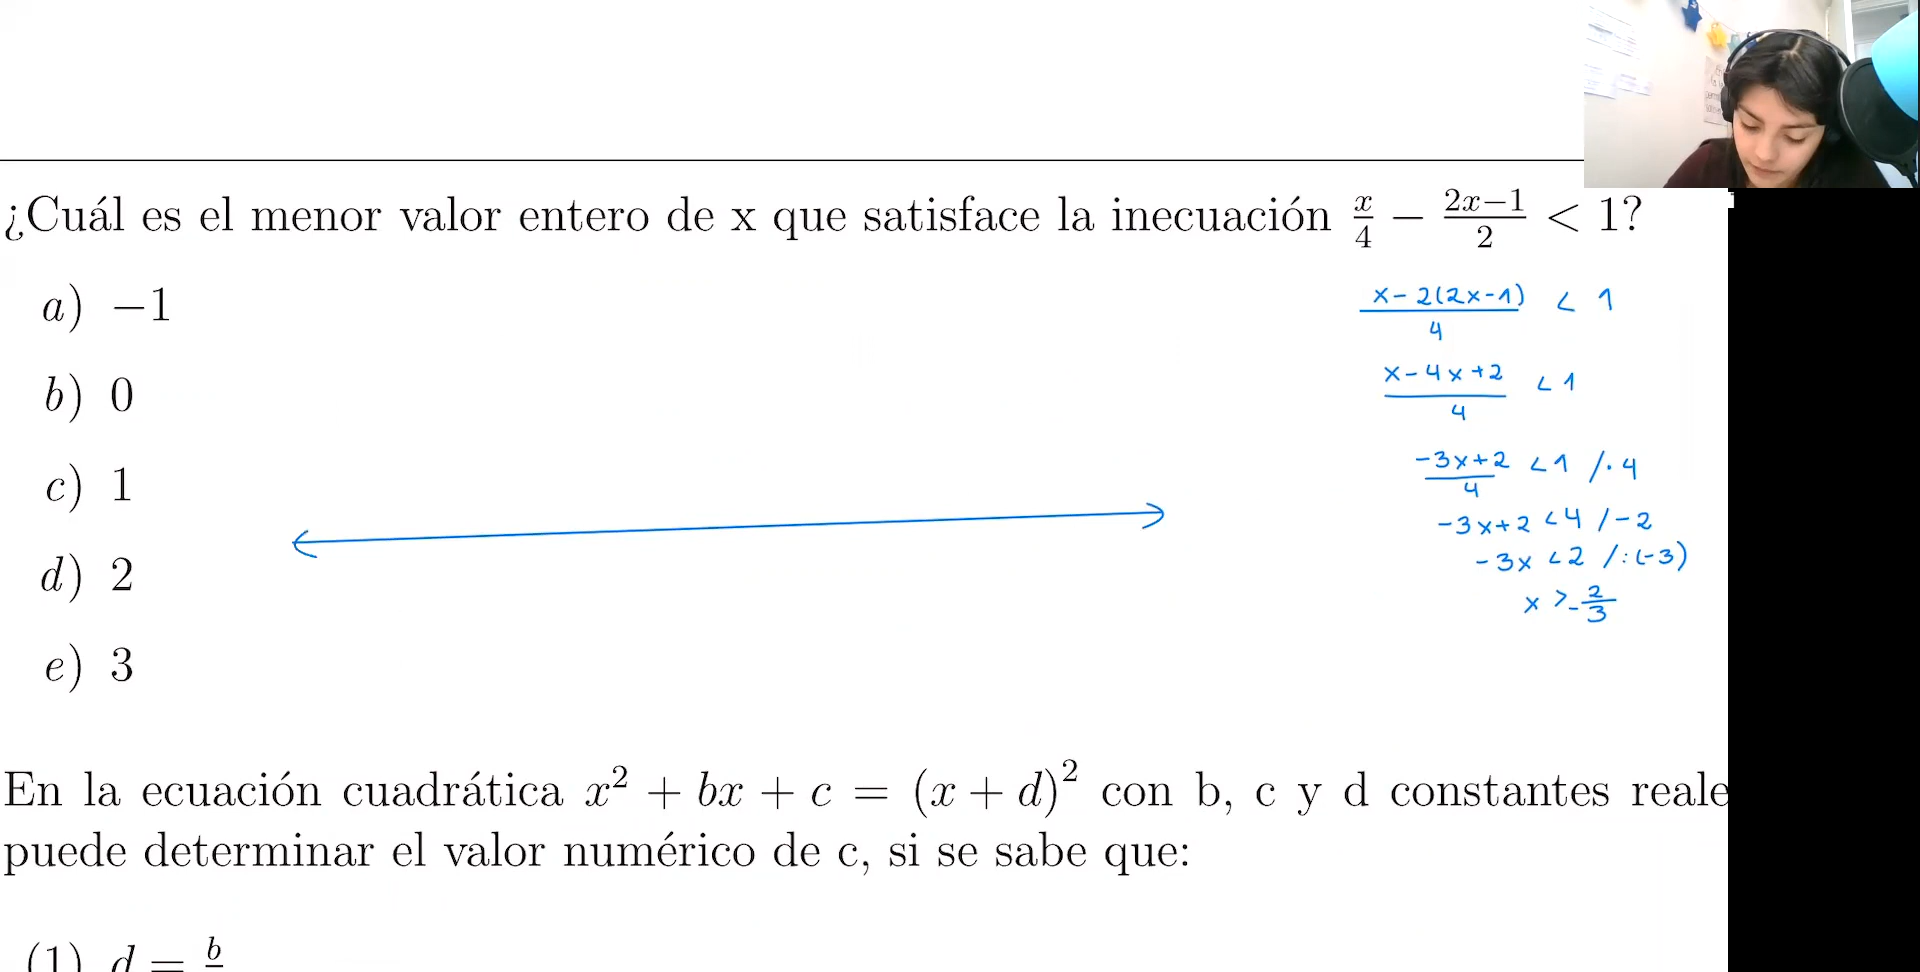 ¿Cuál es el menor valor entero de x que satisface la inecuación x/4 − (2x−1)/2 < 1?
a) −1
b) 0
c) 1
d) 2
e) 3
(x-2(2x-1))/4 < 1
(x-4x+2)/4 <1
(-3x+2)/4 <1 /·4
-3x+2 <4 /-2
-3x <2 /:(-3)
x >-2/3
En la ecuación cuadrática x² + bx + c = (x + d)² con b, c y d constantes reale
puede determinar el valor numérico de c, si se sabe que:
(1) d = b